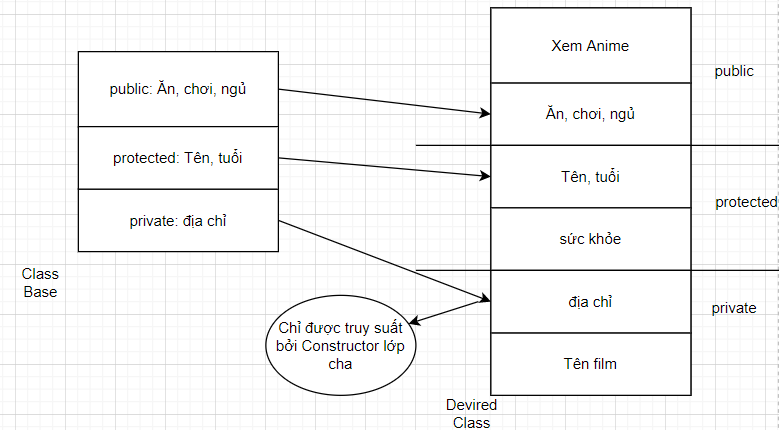 public: Ăn, chơi, ngủ
protected: Tên, tuổi
private: địa chỉ
Class
Base
Xem Anime
Ăn, chơi, ngủ
Tên, tuổi
sức khỏe
địa chỉ
Tên film
public
protected
private
Chỉ được truy suất
bởi Constructor lớp
cha
Devired
Class